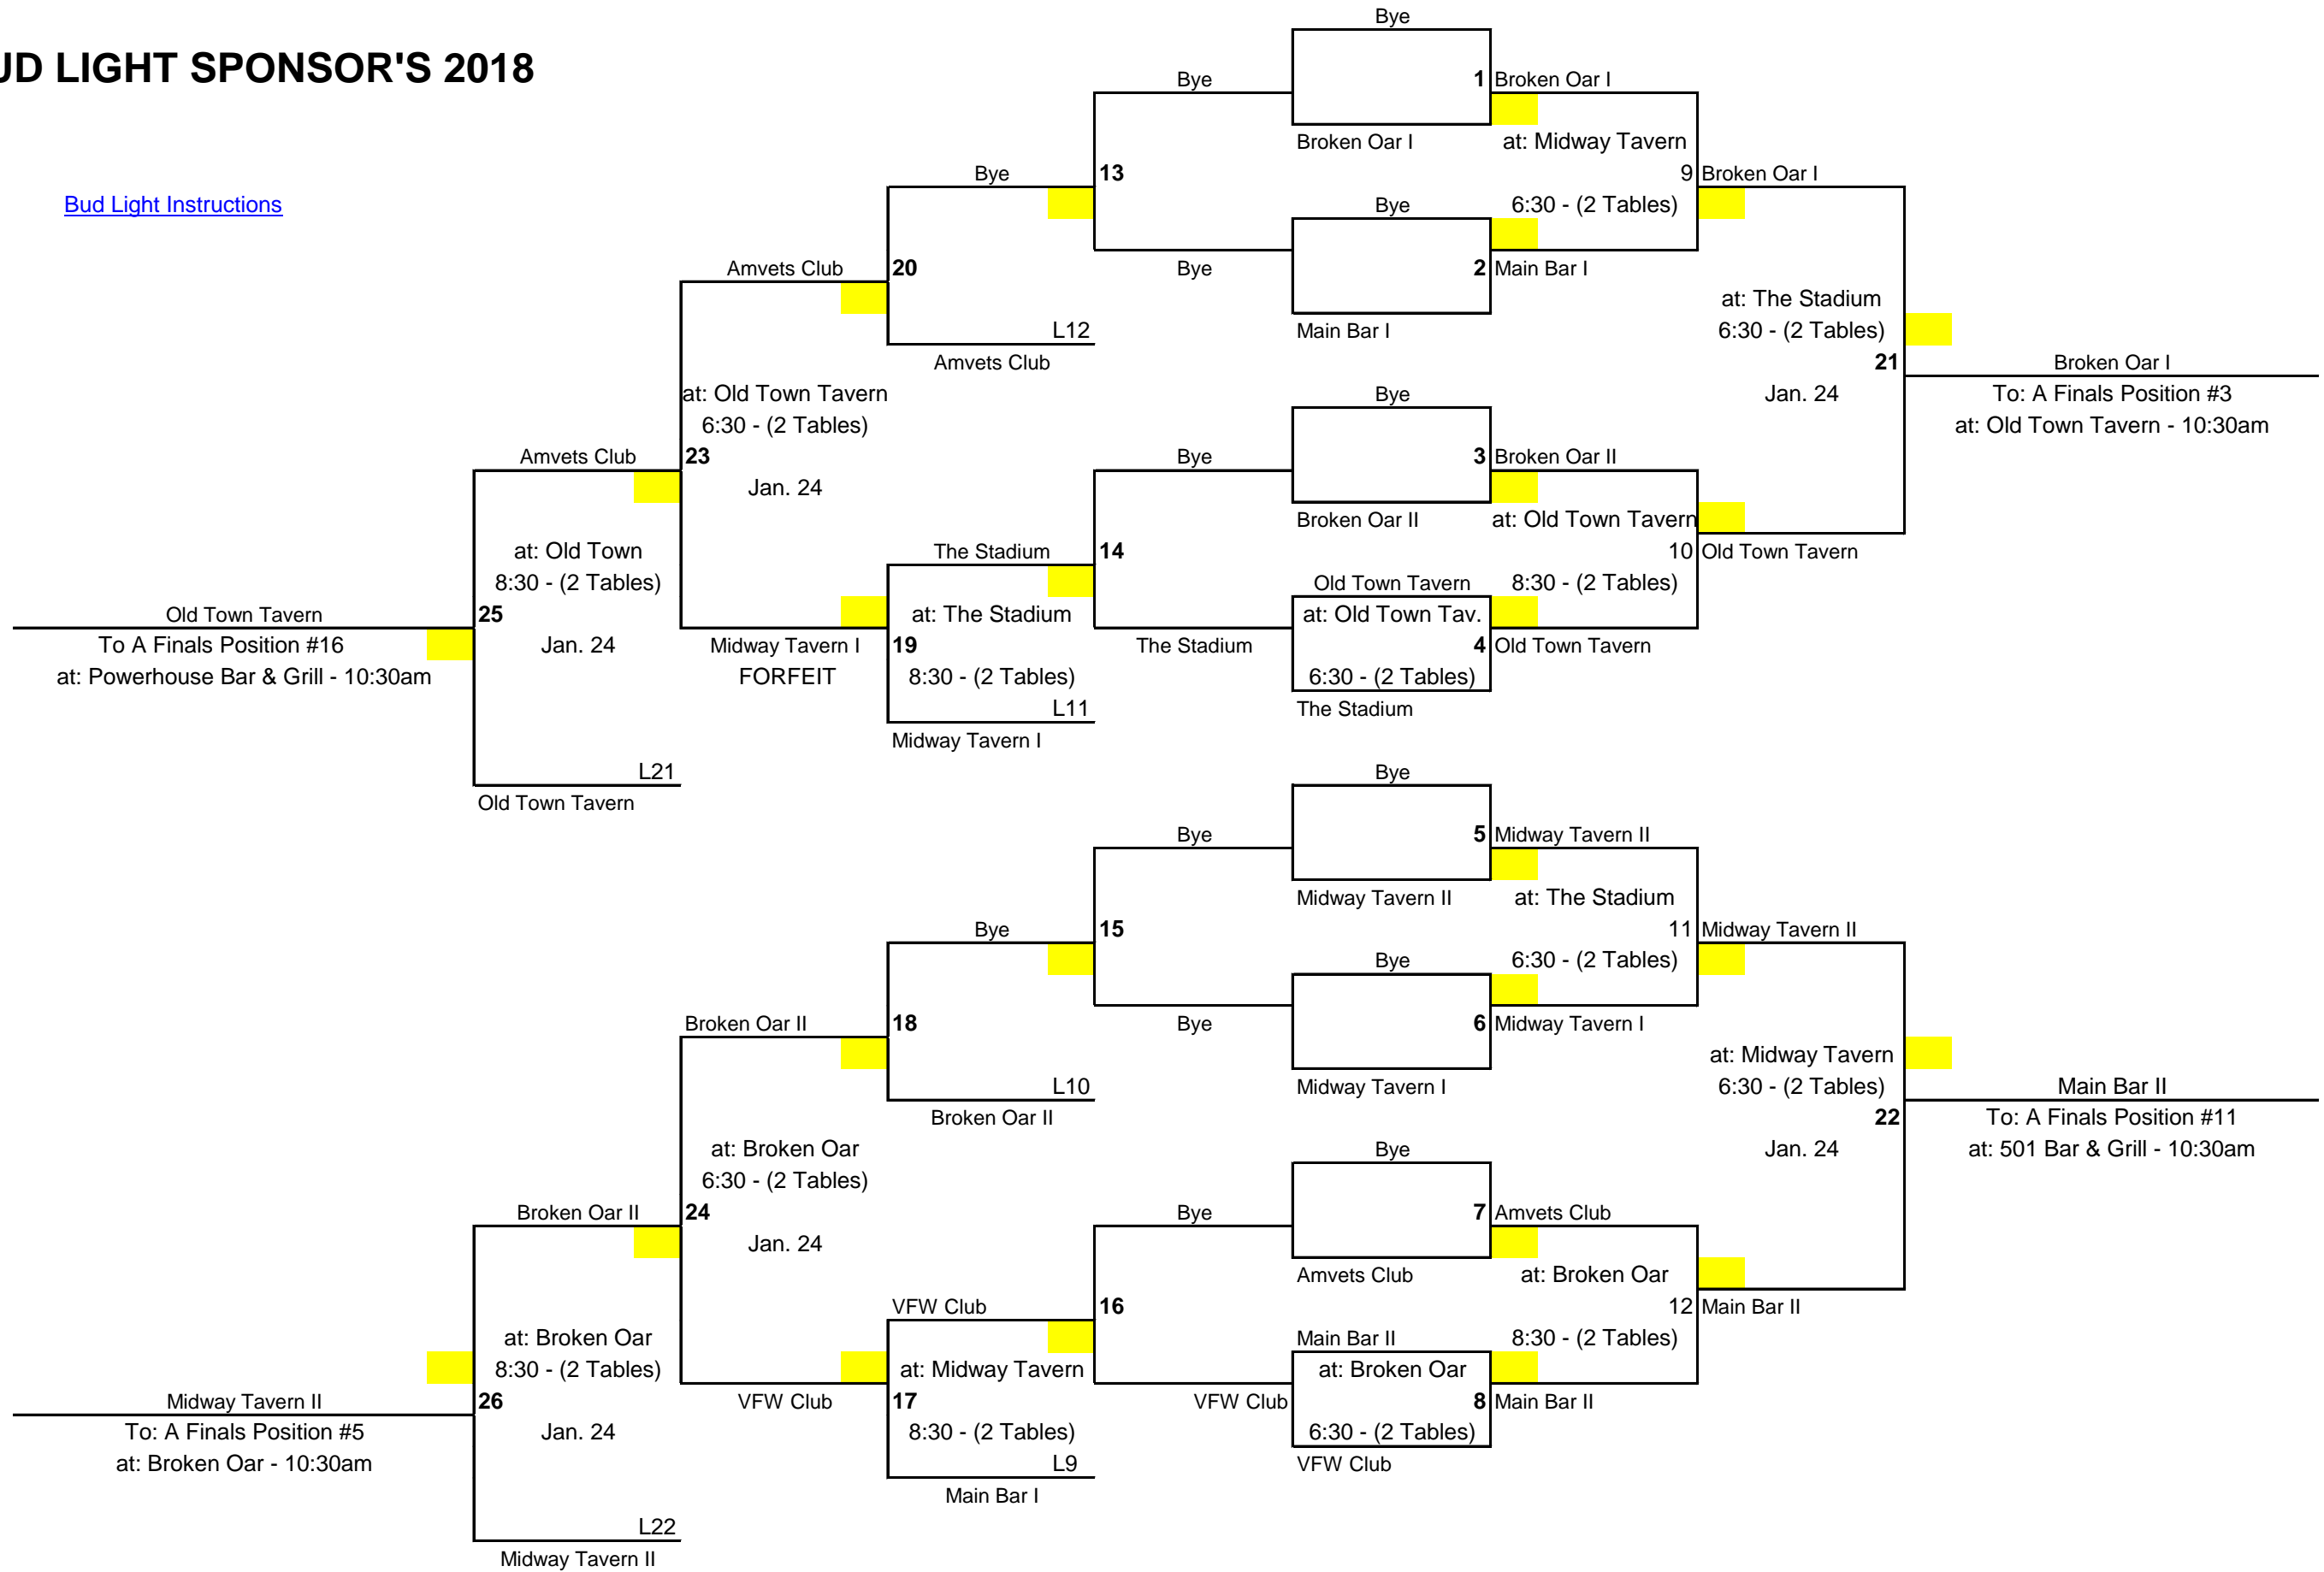 Bye
UD LIGHT SPONSOR'S 2018
Bye
1 Broken Oar I
Broken Oar I
at: Midway Tavern
Bye
13
9 Broken Oar I
Bud Light Instructions
Bye
6:30 - (2 Tables)
Amvets Club
20
Bye
2 Main Bar I
at: The Stadium
L12
Main Bar I
6:30 - (2 Tables)
Amvets Club
21
Broken Oar I
at: Old Town Tavern
Bye
Jan. 24
To: A Finals Position #3
6:30 - (2 Tables)
at: Old Town Tavern - 10:30am
Amvets Club
23
Bye
3 Broken Oar II
Jan. 24
Broken Oar II
at: Old Town Tavern
at: Old Town
The Stadium
14
10 Old Town Tavern
8:30 - (2 Tables)
Old Town Tavern
8:30 - (2 Tables)
Old Town Tavern
25
at: The Stadium
at: Old Town Tav.
To A Finals Position #16
Jan. 24
Midway Tavern I
19
The Stadium
4 Old Town Tavern
at: Powerhouse Bar & Grill - 10:30am
FORFEIT
8:30 - (2 Tables)
6:30 - (2 Tables)
L11
The Stadium
Midway Tavern I
L21
Bye
Old Town Tavern
Bye
5 Midway Tavern II
Midway Tavern II
at: The Stadium
Bye
15
11 Midway Tavern II
Bye
6:30 - (2 Tables)
Broken Oar II
18
Bye
6 Midway Tavern I
at: Midway Tavern
L10
Midway Tavern I
6:30 - (2 Tables)
Main Bar II
Broken Oar II
22
To: A Finals Position #11
at: Broken Oar
Bye
Jan. 24
at: 501 Bar & Grill - 10:30am
6:30 - (2 Tables)
Broken Oar II
24
Bye
7 Amvets Club
Jan. 24
Amvets Club
at: Broken Oar
VFW Club
16
12 Main Bar II
at: Broken Oar
Main Bar II
8:30 - (2 Tables)
8:30 - (2 Tables)
at: Midway Tavern
at: Broken Oar
Midway Tavern II
26
VFW Club
17
VFW Club
8 Main Bar II
To: A Finals Position #5
Jan. 24
8:30 - (2 Tables)
6:30 - (2 Tables)
at: Broken Oar - 10:30am
L9
VFW Club
Main Bar I
L22
Midway Tavern II